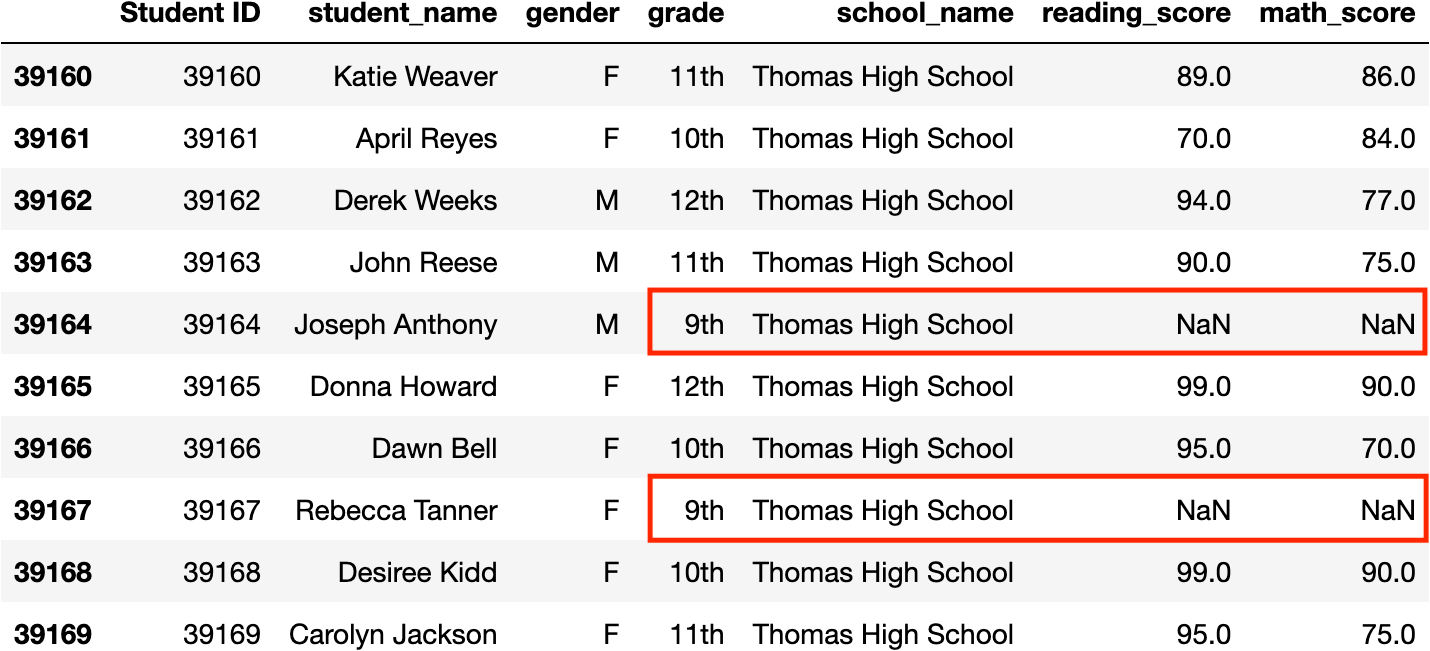 Student ID student_name gender grade school_name reading_score math_score
39160 39160 Katie Weaver F 11th Thomas High School 89.0 86.0
39161 39161 April Reyes F 10th Thomas High School 70.0 84.0
39162 39162 Derek Weeks M 12th Thomas High School 94.0 77.0
39163 39163 John Reese M 11th Thomas High School 90.0 75.0
39164 39164 Joseph Anthony M 9th Thomas High School NaN NaN
39165 39165 Donna Howard F 12th Thomas High School 99.0 90.0
39166 39166 Dawn Bell F 10th Thomas High School 95.0 70.0
39167 39167 Rebecca Tanner F 9th Thomas High School NaN NaN
39168 39168 Desiree Kidd F 10th Thomas High School 99.0 90.0
39169 39169 Carolyn Jackson F 11th Thomas High School 95.0 75.0